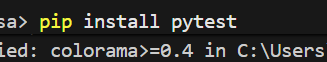 sa> pip install pytest
ied: colorama>=0.4 in C:\Users